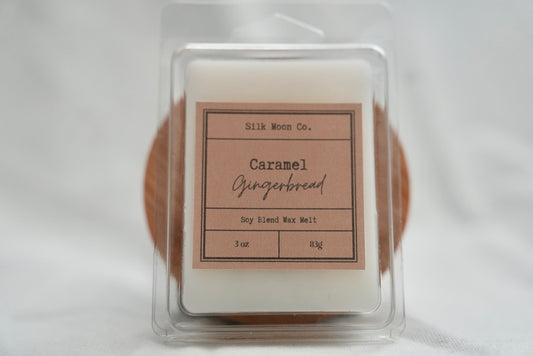 Silk Moon Co.
Caramel
Gingerbread
Soy Blend Wax Melt
3 oz 83g